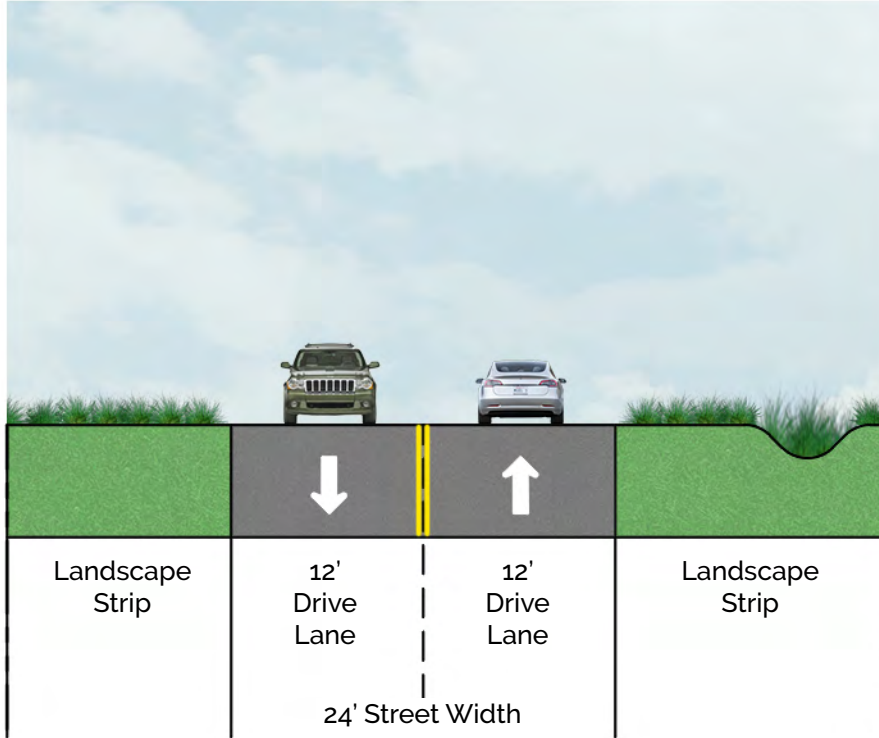 Landscape
Strip
12’
Drive
Lane
12’
Drive
Lane
Landscape
Strip
24’ Street Width